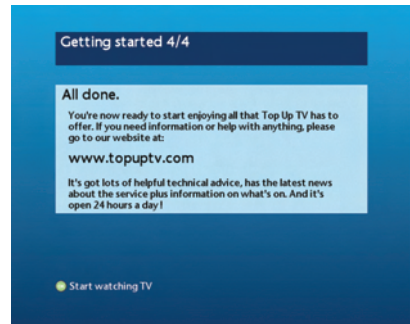 Getting started 4/4
All done.
You're now ready to start enjoying all that Top Up TV has to
offer. If you need information or help with anything, please
go to our website at:
www.topuptv.com
It's got lots of helpful technical advice, has the latest news
about the service plus information on what's on. And it's
open 24 hours a day!
Start watching TV